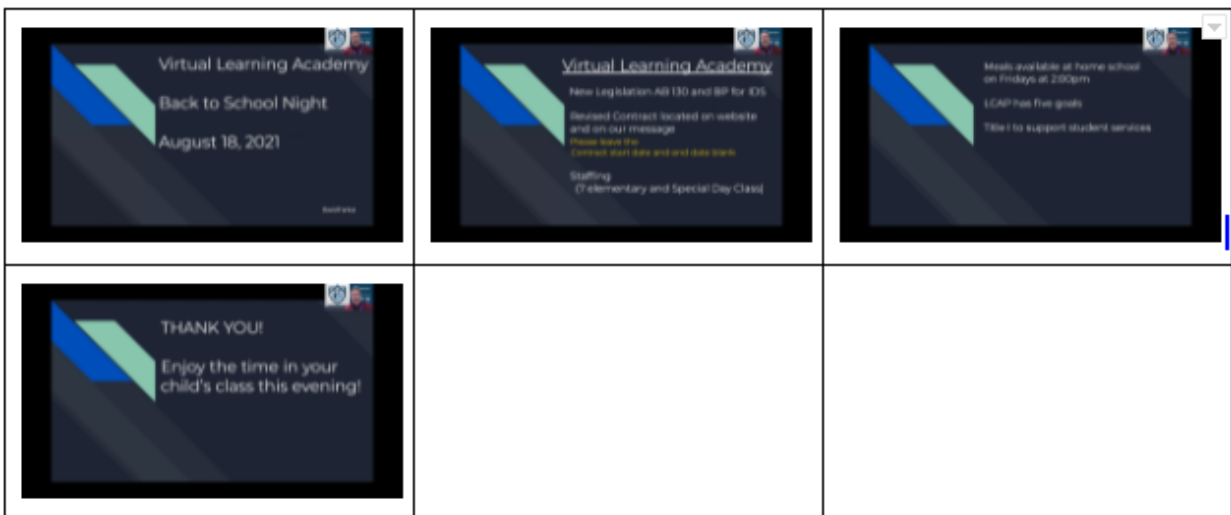 Virtual Learning Academy
Back to School Night
August 18, 2021
Virtual Learning Academy
New Legislation AB 130 and BP for IDS
Revised Contract located on website
and on our message
Please leave the
Contract start date and end date blank
Staffing
(7 elementary and Special Day Class)
Meals available at home school
on Fridays at 2:00pm
LCAP has five goals
Title I to support student services
THANK YOU!
Enjoy the time in your
child's class this evening!